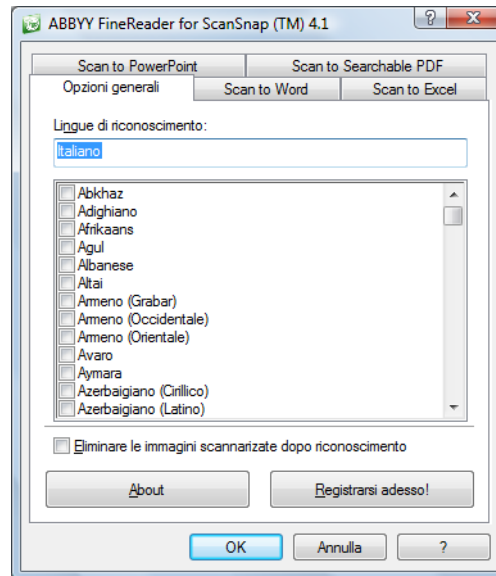 ABBYY FineReader for ScanSnap (TM) 4.1
Scan to PowerPoint Scan to Searchable PDF
Opzioni generali Scan to Word Scan to Excel
Lingue di riconoscimento:
Italiano
Abkhaz
Adighiano
Afrikaans
Agul
Albanese
Altai
Armeno (Grabar)
Armeno (Occidentale)
Armeno (Orientale)
Avaro
Aymara
Azerbaigiano (Cirillico)
Azerbaigiano (Latino)
Eliminare le immagini scannarizate dopo riconoscimento
About Registrarsi adesso!
OK Annulla ?